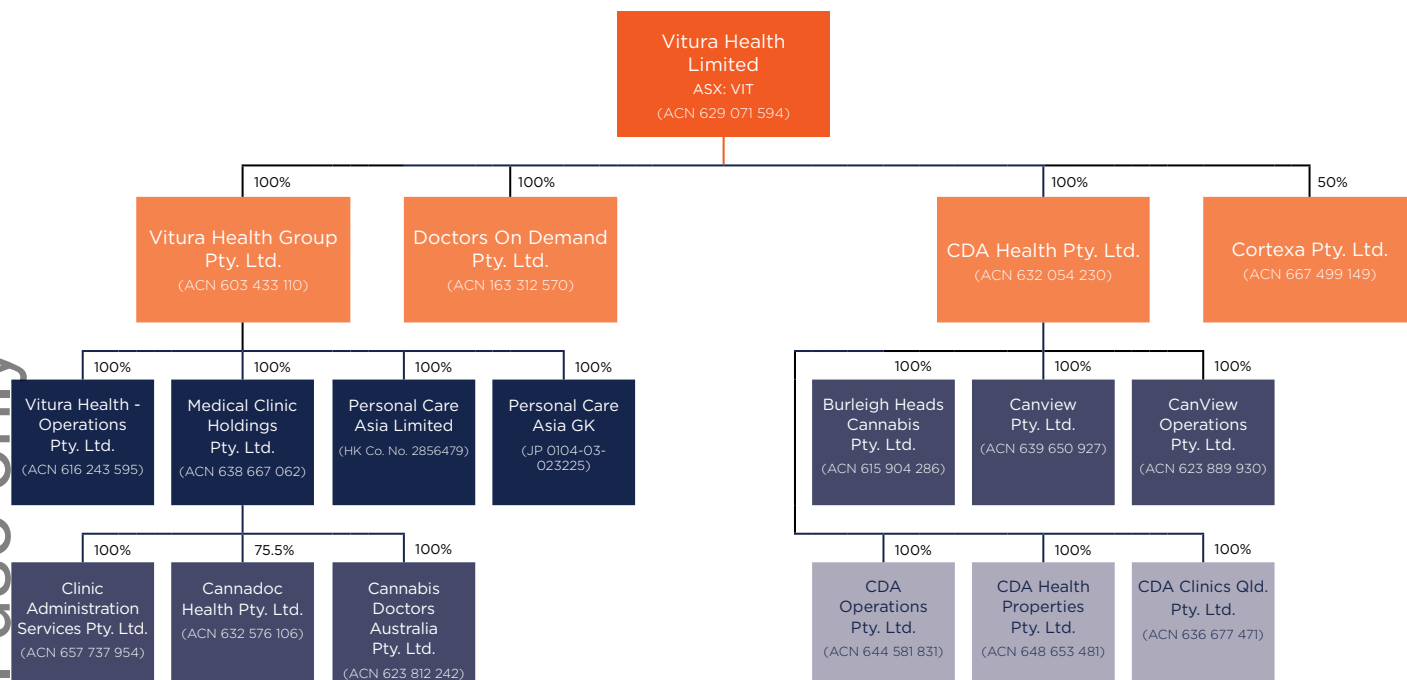 Vitura Health
Limited
ASX: VIT
(ACN 629 071 594)
100%
100%
100%
50%
Vitura Health Group
Pty. Ltd.
(ACN 603 433 110)
Doctors On Demand
Pty. Ltd.
(ACN 163 312 570)
CDA Health Pty. Ltd.
(ACN 632 054 230)
Cortexa Pty. Ltd.
(ACN 667 499 149)
100%
100%
100%
100%
100%
100%
100%
Vitura Health -
Operations
Pty. Ltd.
(ACN 616 243 595)
Medical Clinic
Holdings
Pty. Ltd.
(ACN 638 667 062)
Personal Care
Asia Limited
(HK Co. No. 2856479)
Personal Care
Asia GK
(JP 0104-03-
023225)
Burleigh Heads
Cannabis
Pty. Ltd.
(ACN 615 904 286)
Canview
Pty. Ltd.
(ACN 639 650 927)
CanView
Operations
Pty. Ltd.
(ACN 623 889 930)
100%
75.5%
100%
100%
100%
100%
Clinic
Administration
Services Pty. Ltd.
(ACN 657 737 954)
Cannadoc
Health Pty. Ltd.
(ACN 632 576 106)
Cannabis
Doctors
Australia
Pty. Ltd.
(ACN 623 812 242)
CDA
Operations
Pty. Ltd.
(ACN 644 581 831)
CDA Health
Properties
Pty. Ltd.
(ACN 648 653 481)
CDA Clinics Qld.
Pty. Ltd.
(ACN 636 677 471)